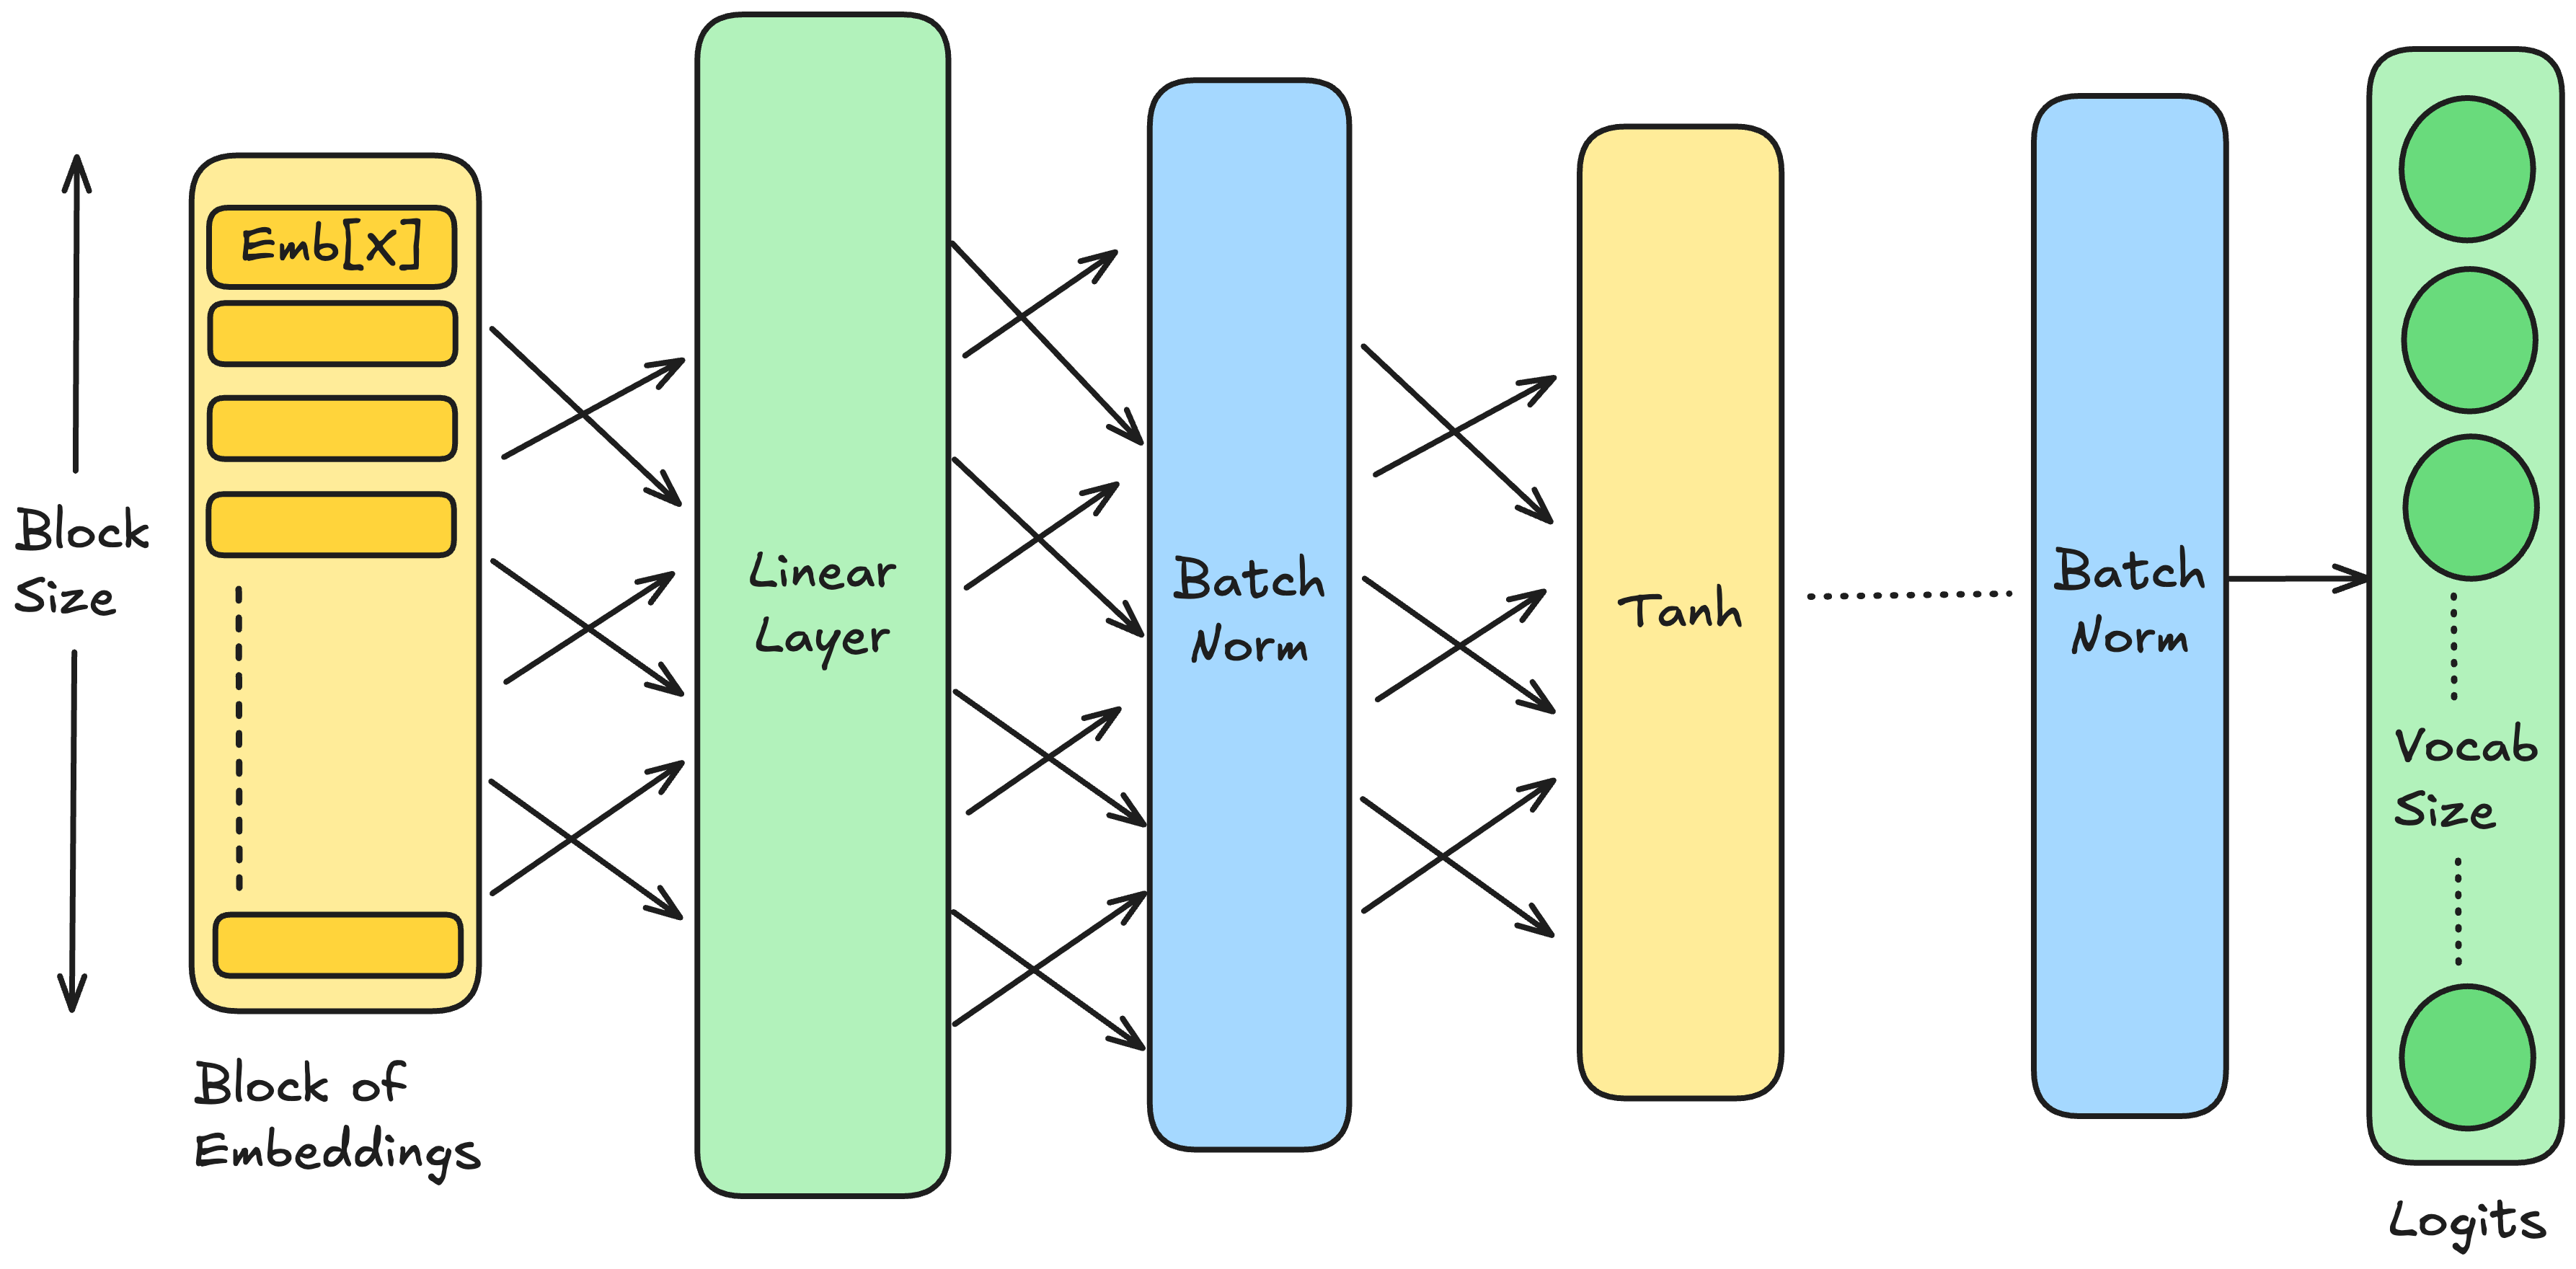 Block
Size
Emb[X]
Block of
Embeddings
Linear
Layer
Batch
Norm
Tanh
Batch
Norm
Vocab
Size
Logits